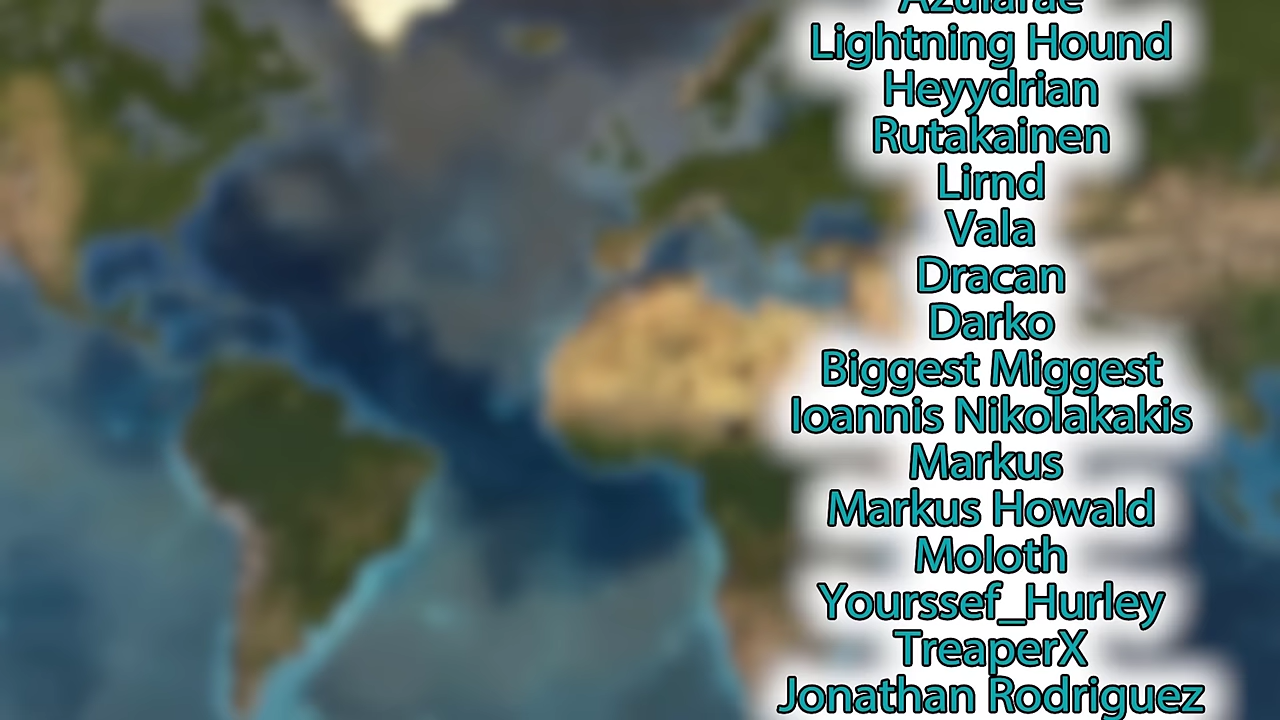 Lightning Hound
Heyydrian
Rutakainen
Lirnd
Vala
Dracan
Darko
Biggest Miggest
Ioannis Nikolakakis
Markus
Markus Howald
Moloth
Yourssef_Hurley
TreaperX
Jonathan Rodriguez